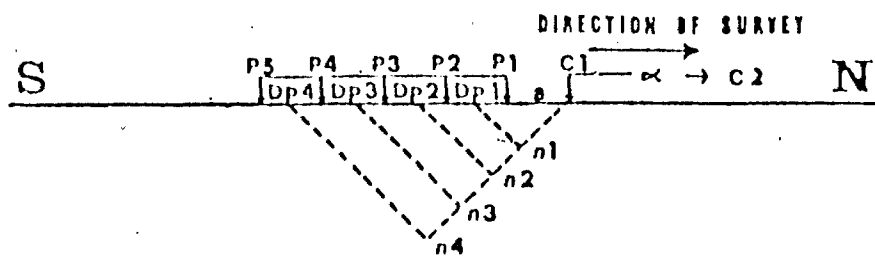 DIRECTION OF SURVEY
S P5 P4 P3 P2 P1 C1 ∝ → C2 N
Dp4 Dp3 Dp2 Dp1 a
n1
n2
n3
n4